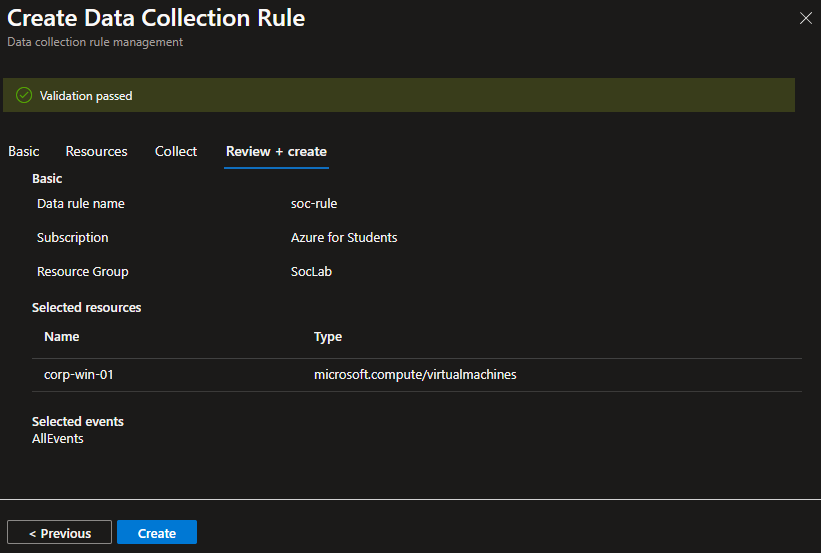 Create Data Collection Rule
Data collection rule management
Validation passed
Basic Resources Collect Review + create
Basic
Data rule name soc-rule
Subscription Azure for Students
Resource Group SocLab
Selected resources
Name Type
corp-win-01 microsoft.compute/virtualmachines
Selected events
AllEvents
< Previous Create